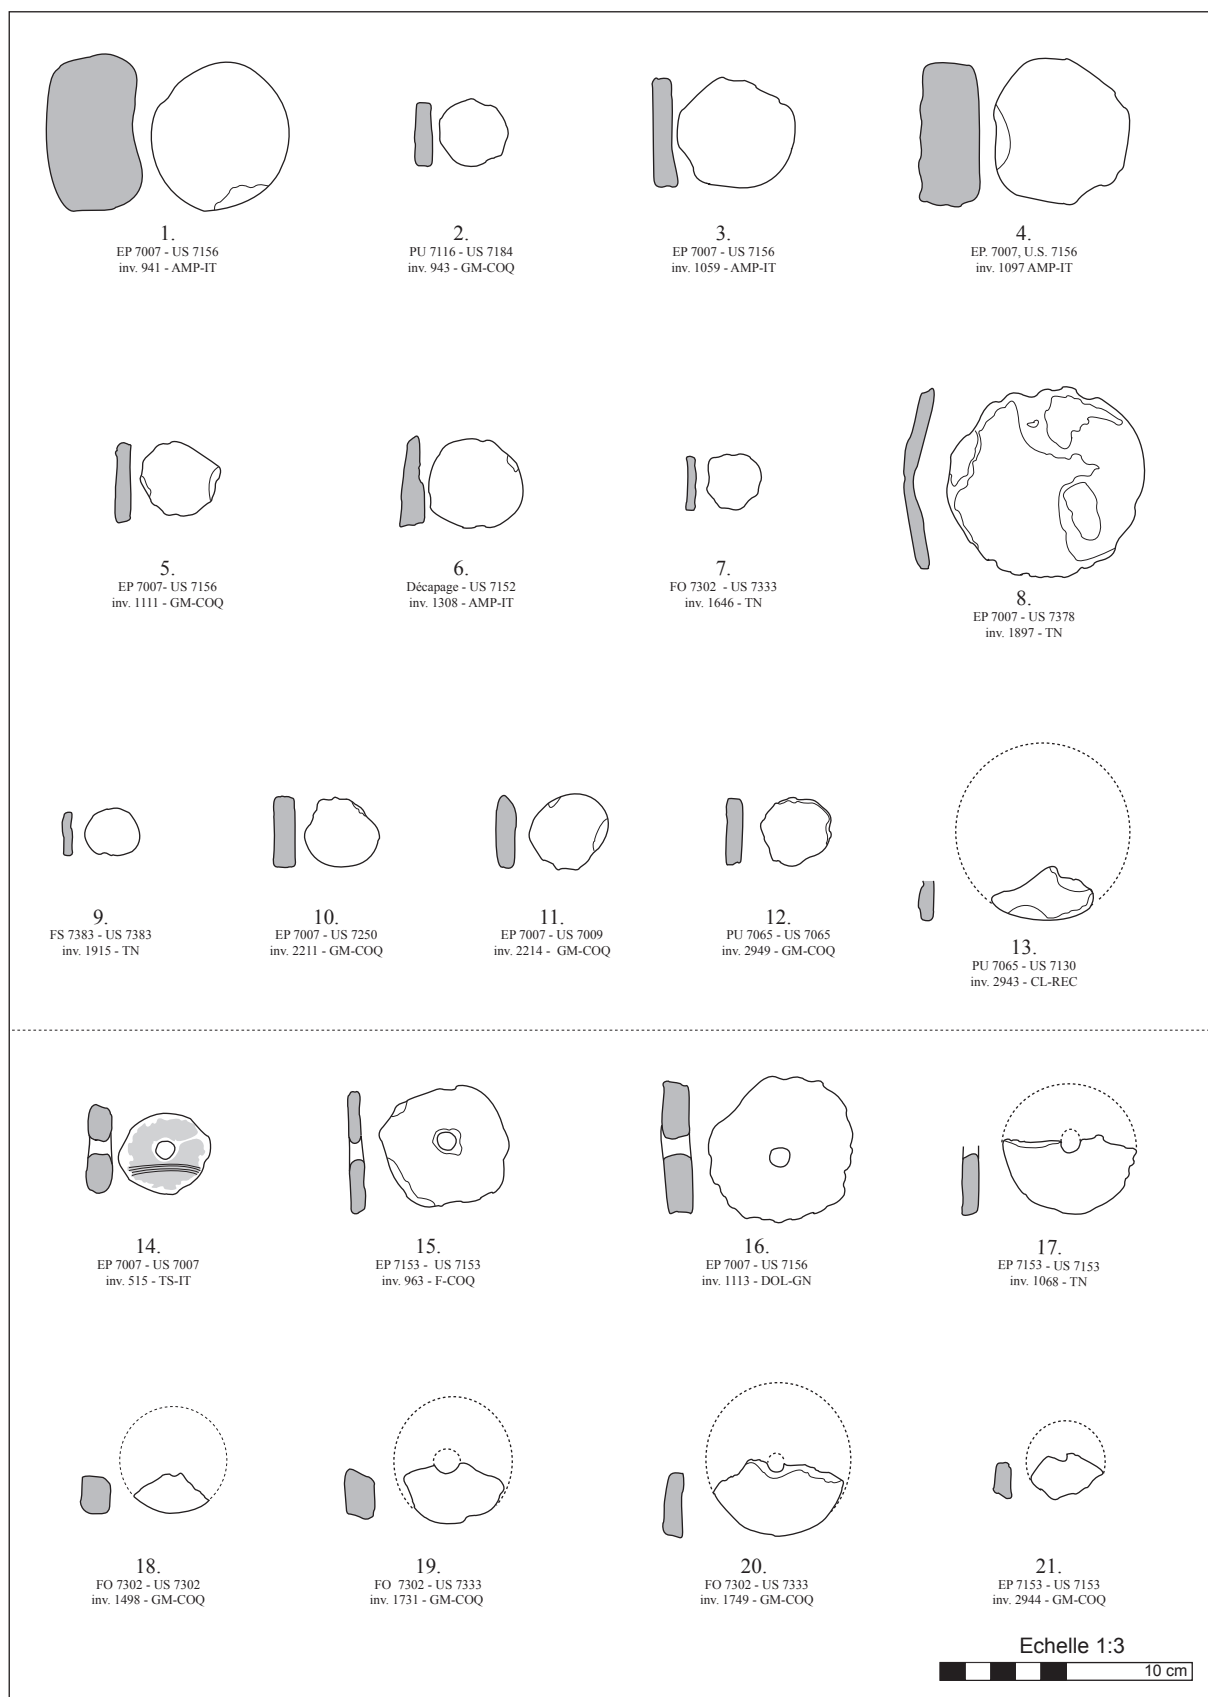 1.
EP 7007 - US 7156
inv. 941 - AMP-IT
2.
PU 7116 - US 7184
inv. 943 - GM-COQ
3.
EP 7007 - US 7156
inv. 1059 - AMP-IT
4.
EP. 7007, U.S. 7156
inv. 1097 AMP-IT
5.
EP 7007- US 7156
inv. 1111 - GM-COQ
6.
Décapage - US 7152
inv. 1308 - AMP-IT
7.
FO 7302 - US 7333
inv. 1646 - TN
8.
EP 7007 - US 7378
inv. 1897 - TN
9.
FS 7383 - US 7383
inv. 1915 - TN
10.
EP 7007 - US 7250
inv. 2211 - GM-COQ
11.
EP 7007 - US 7009
inv. 2214 - GM-COQ
12.
PU 7065 - US 7065
inv. 2949 - GM-COQ
13.
PU 7065 - US 7130
inv. 2943 - CL-REC
14.
EP 7007 - US 7007
inv. 515 - TS-IT
15.
EP 7153 - US 7153
inv. 963 - F-COQ
16.
EP 7007 - US 7156
inv. 1113 - DOL-GN
17.
EP 7153 - US 7153
inv. 1068 - TN
18.
FO 7302 - US 7302
inv. 1498 - GM-COQ
19.
FO 7302 - US 7333
inv. 1731 - GM-COQ
20.
FO 7302 - US 7333
inv. 1749 - GM-COQ
21.
EP 7153 - US 7153
inv. 2944 - GM-COQ
Echelle 1:3
10 cm